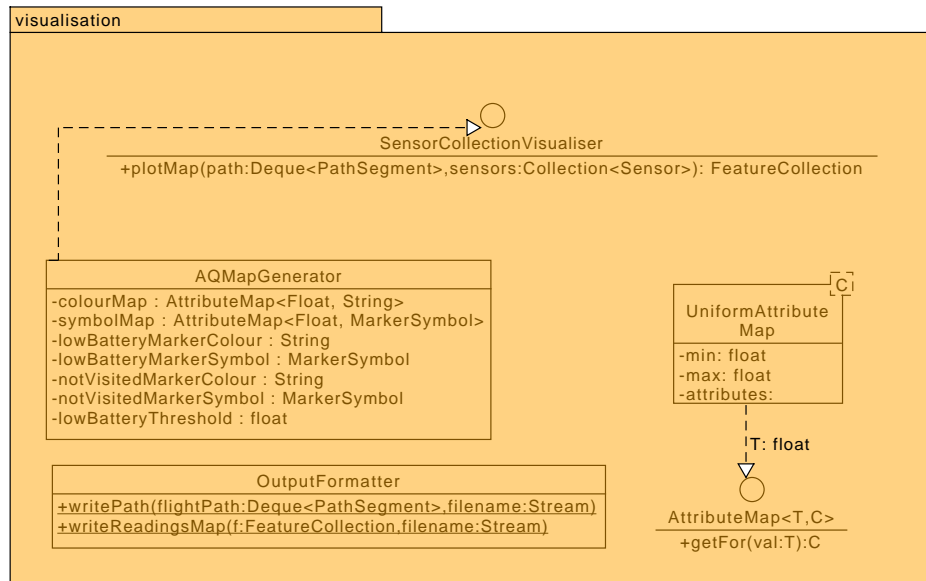 visualisation
SensorCollectionVisualiser
+plotMap(path:Deque<PathSegment>,sensors:Collection<Sensor>): FeatureCollection
AQMapGenerator
-colourMap : AttributeMap<Float, String>
-symbolMap : AttributeMap<Float, MarkerSymbol>
-lowBatteryMarkerColour : String
-lowBatteryMarkerSymbol : MarkerSymbol
-notVisitedMarkerColour : String
-notVisitedMarkerSymbol : MarkerSymbol
-lowBatteryThreshold : float
C
UniformAttribute
Map
-min: float
-max: float
-attributes:
T: float
OutputFormatter
+writePath(flightPath:Deque<PathSegment>,filename:Stream)
+writeReadingsMap(f:FeatureCollection,filename:Stream)
AttributeMap<T,C>
+getFor(val:T):C